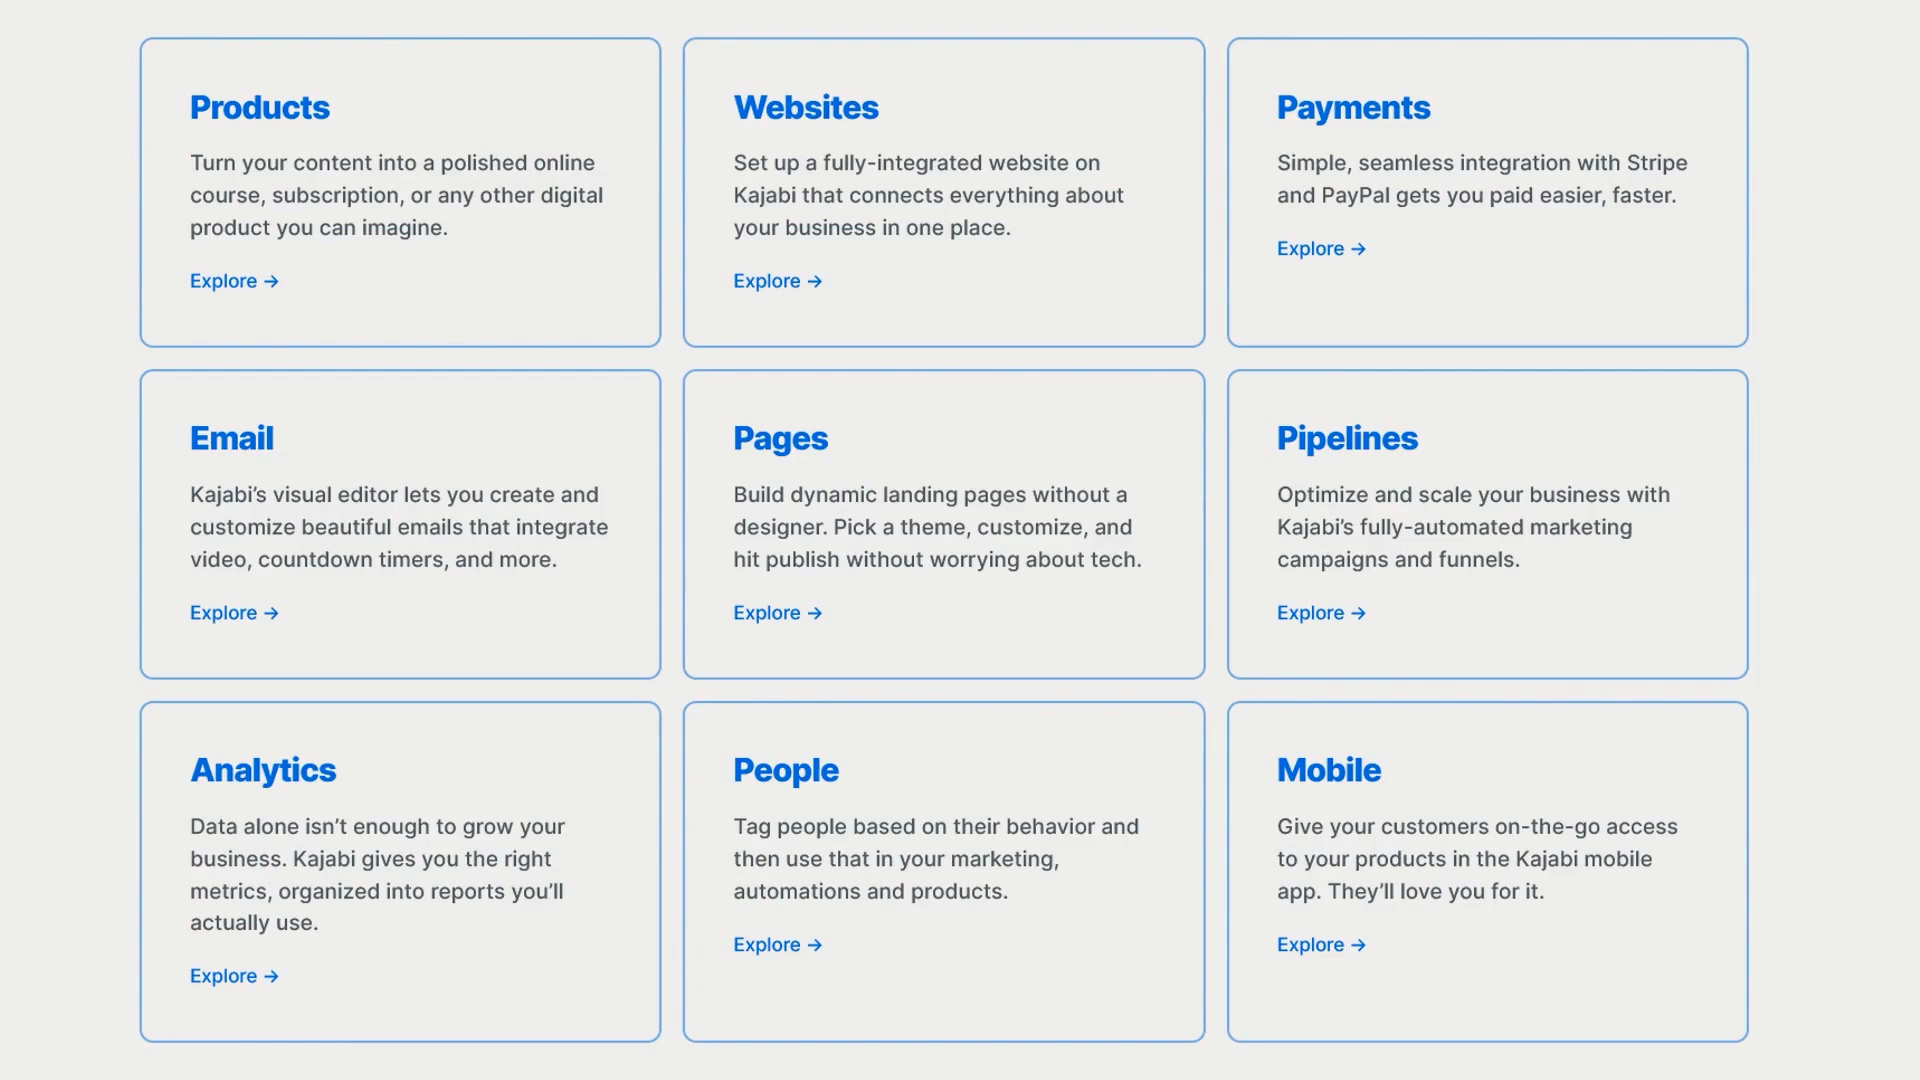 Products
Turn your content into a polished online
course, subscription, or any other digital
product you can imagine.
Explore →
Websites
Set up a fully-integrated website on
Kajabi that connects everything about
your business in one place.
Explore →
Payments
Simple, seamless integration with Stripe
and PayPal gets you paid easier, faster.
Explore →
Email
Kajabi’s visual editor lets you create and
customize beautiful emails that integrate
video, countdown timers, and more.
Explore →
Pages
Build dynamic landing pages without a
designer. Pick a theme, customize, and
hit publish without worrying about tech.
Explore →
Pipelines
Optimize and scale your business with
Kajabi’s fully-automated marketing
campaigns and funnels.
Explore →
Analytics
Data alone isn’t enough to grow your
business. Kajabi gives you the right
metrics, organized into reports you’ll
actually use.
Explore →
People
Tag people based on their behavior and
then use that in your marketing,
automations and products.
Explore →
Mobile
Give your customers on-the-go access
to your products in the Kajabi mobile
app. They’ll love you for it.
Explore →